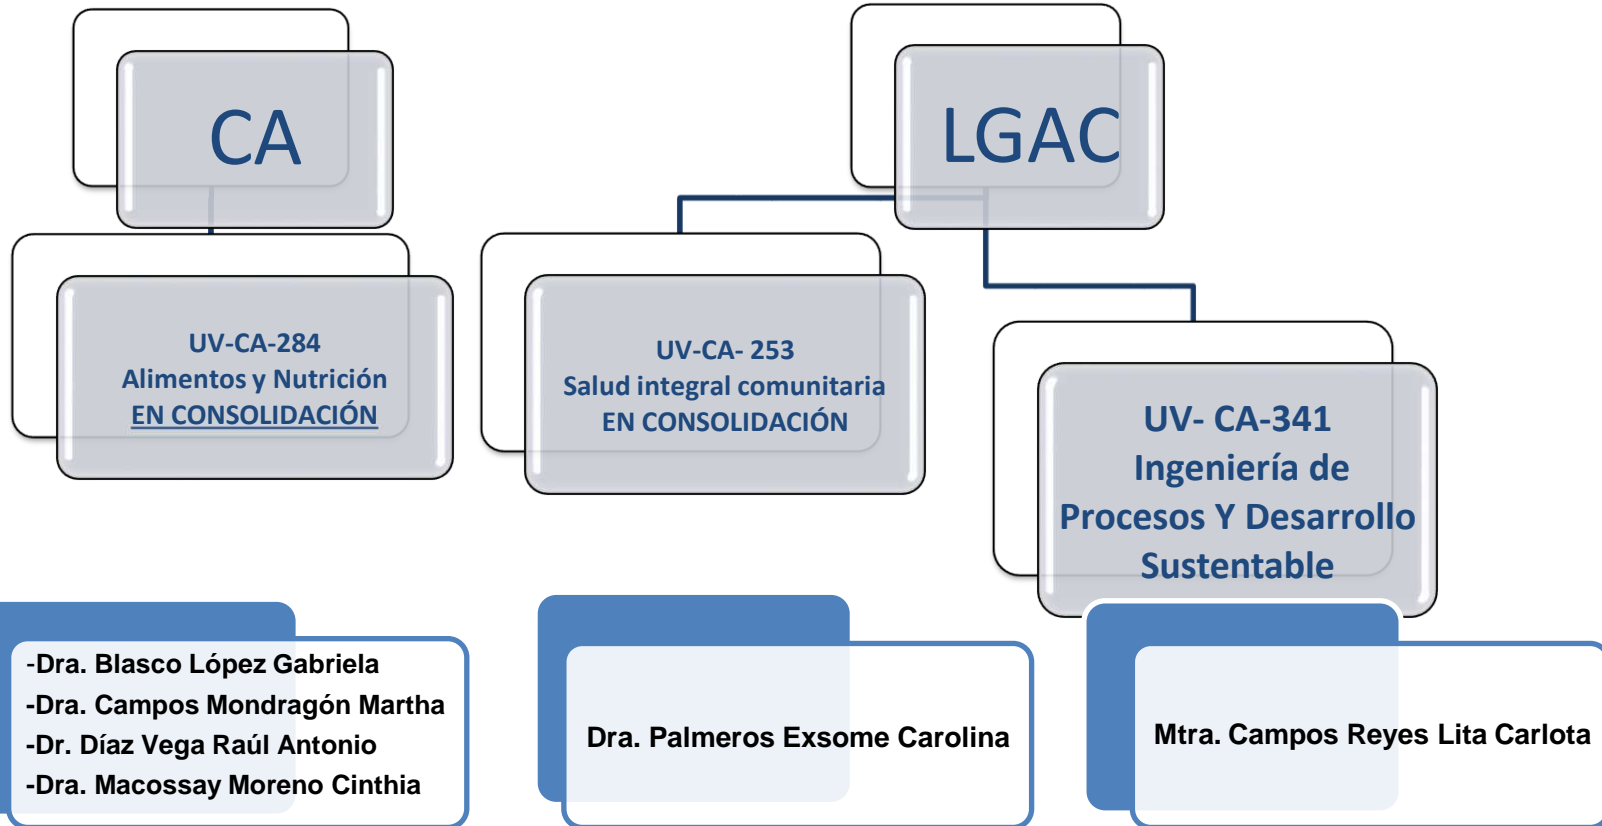 CA
LGAC
UV-CA-284
Alimentos y Nutrición
EN CONSOLIDACIÓN
UV-CA- 253
Salud integral comunitaria
EN CONSOLIDACIÓN
UV- CA-341
Ingeniería de
Procesos Y Desarrollo
Sustentable
-Dra. Blasco López Gabriela
-Dra. Campos Mondragón Martha
-Dr. Díaz Vega Raúl Antonio
-Dra. Macossay Moreno Cinthia
Dra. Palmeros Exsome Carolina
Mtra. Campos Reyes Lita Carlota